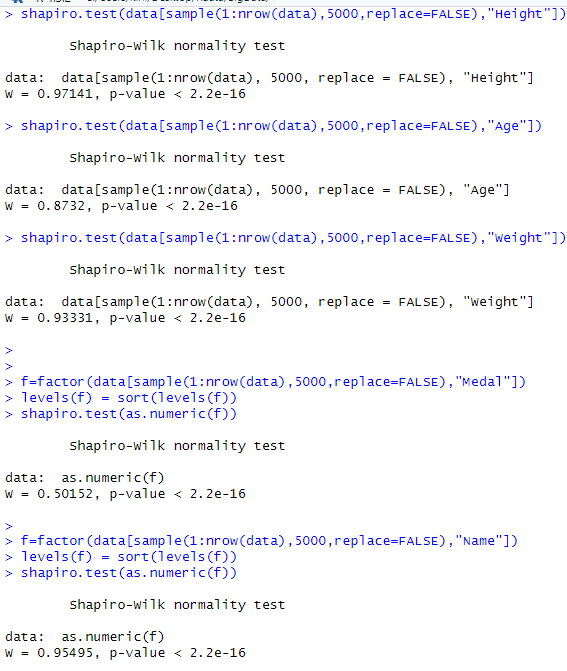 > shapiro.test(data[sample(1:nrow(data),5000,replace=FALSE),"Height"])
Shapiro-Wilk normality test
data:  data[sample(1:nrow(data), 5000, replace = FALSE), "Height"]
W = 0.97141, p-value < 2.2e-16
> shapiro.test(data[sample(1:nrow(data),5000,replace=FALSE),"Age"])
Shapiro-Wilk normality test
data:  data[sample(1:nrow(data), 5000, replace = FALSE), "Age"]
W = 0.8732, p-value < 2.2e-16
> shapiro.test(data[sample(1:nrow(data),5000,replace=FALSE),"Weight"])
Shapiro-Wilk normality test
data:  data[sample(1:nrow(data), 5000, replace = FALSE), "Weight"]
W = 0.93331, p-value < 2.2e-16
>
>
> f=factor(data[sample(1:nrow(data),5000,replace=FALSE),"Medal"])
> levels(f) = sort(levels(f))
> shapiro.test(as.numeric(f))
Shapiro-Wilk normality test
data:  as.numeric(f)
W = 0.50152, p-value < 2.2e-16
>
> f=factor(data[sample(1:nrow(data),5000,replace=FALSE),"Name"])
> levels(f) = sort(levels(f))
> shapiro.test(as.numeric(f))
Shapiro-Wilk normality test
data:  as.numeric(f)
W = 0.95495, p-value < 2.2e-16